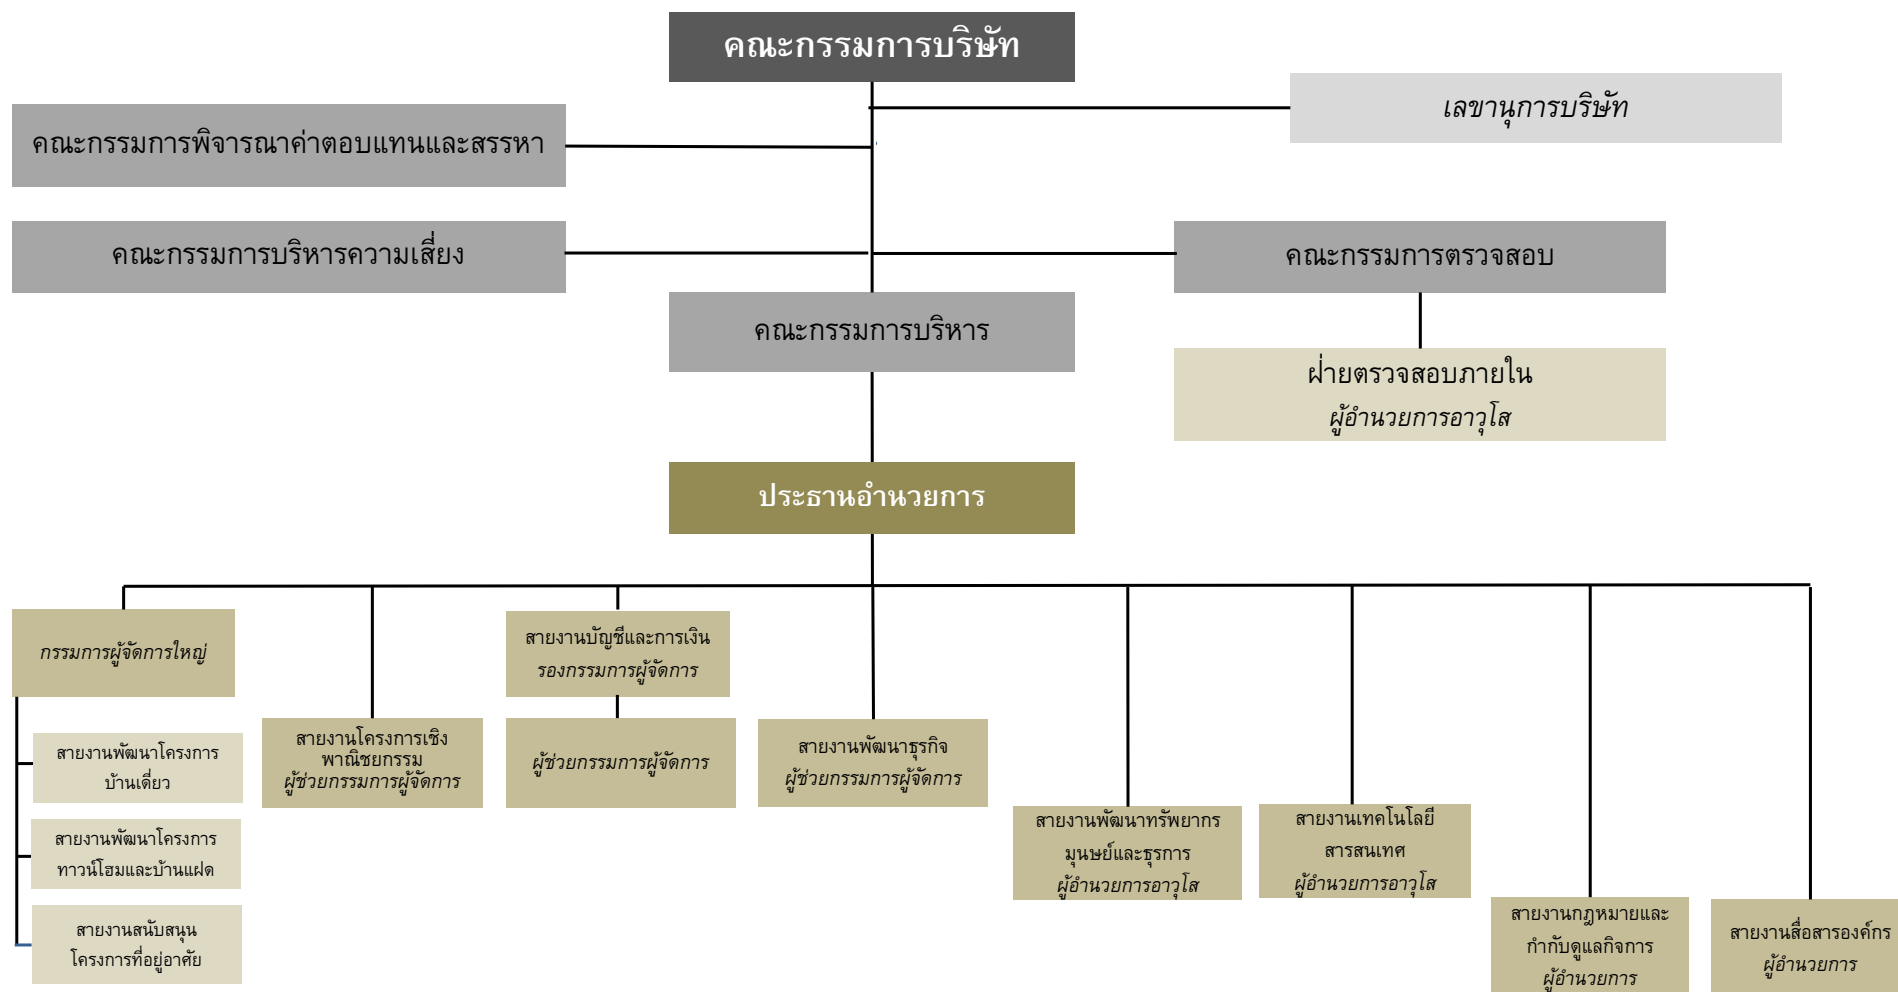 คณะกรรมการบริษัท
เลขานุการบริษัท
คณะกรรมการพิจารณาค่าตอบแทนและสรรหา
คณะกรรมการบริหารความเสี่ยง
คณะกรรมการตรวจสอบ
คณะกรรมการบริหาร
ฝ่ายตรวจสอบภายใน
ผู้อำนวยการอาวุโส
ประธานอำนวยการ
กรรมการผู้จัดการใหญ่
สายงานพัฒนาโครงการ
บ้านเดี่ยว
สายงานพัฒนาโครงการ
ทาวน์โฮมและบ้านแฝด
สายงานสนับสนุน
โครงการที่อยู่อาศัย
สายงานโครงการเชิง
พาณิชยกรรม
ผู้ช่วยกรรมการผู้จัดการ
สายงานบัญชีและการเงิน
รองกรรมการผู้จัดการ
ผู้ช่วยกรรมการผู้จัดการ
สายงานพัฒนาธุรกิจ
ผู้ช่วยกรรมการผู้จัดการ
สายงานพัฒนาทรัพยากร
มุนษย์และธุรการ
ผู้อำนวยการอาวุโส
สายงานเทคโนโลยี
สารสนเทศ
ผู้อำนวยการอาวุโส
สายงานกฎหมายและ
กำกับดูแลกิจการ
ผู้อำนวยการ
สายงานสื่อสารองค์กร
ผู้อำนวยการ